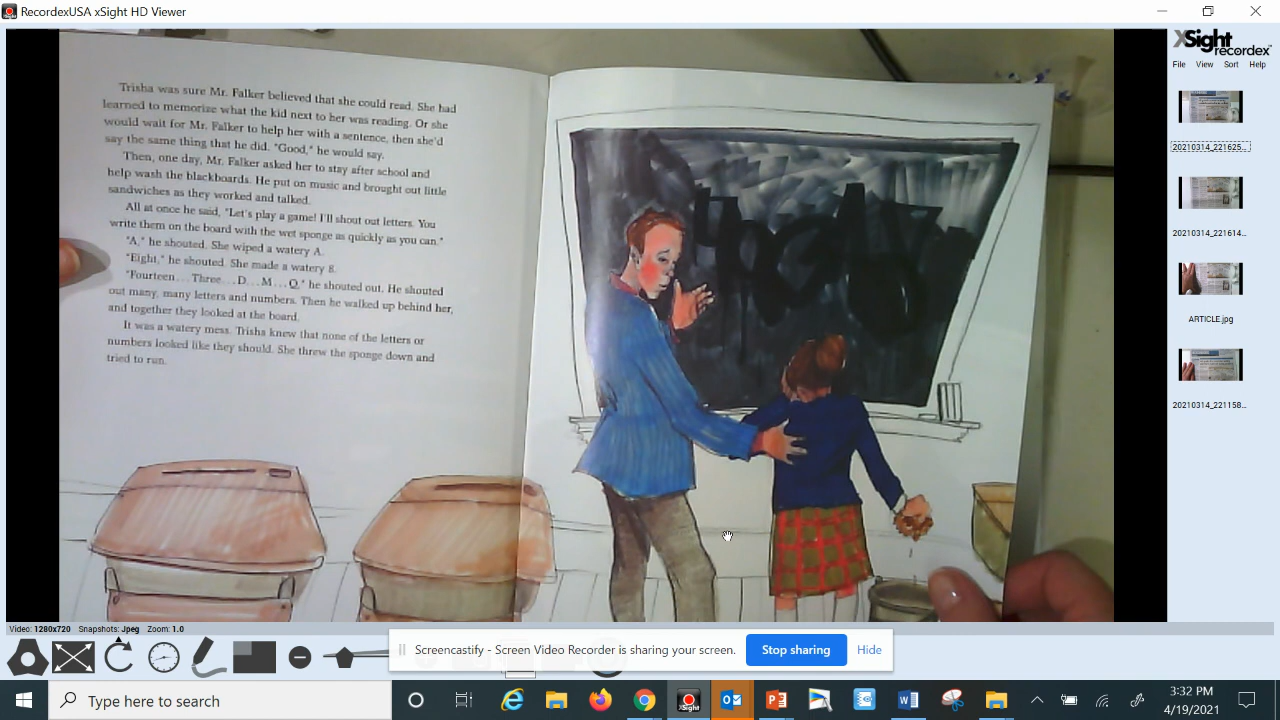 RecordexUSA xSight HD Viewer
XSight
recordex
File View Sort Help
Trisha was sure Mr. Falker believed that she could read. She had
learned to memorize what the kid next to her was reading. Or she
would wait for Mr. Falker to help her with a sentence, then she'd
say the same thing that he did. "Good," he would say.
Then, one day, Mr. Falker asked her to stay after school and
help wash the blackboards. He put on music and brought out little
sandwiches as they worked and talked.
All at once he said, "Let's play a game! I'll shout out letters. You
write them on the board with the wet sponge as quickly as you can."
"A," he shouted. She wiped a watery A.
"Eight," he shouted. She made a watery 8.
"Fourteen... Three... D... M... Q," he shouted out. He shouted
out many, many letters and numbers. Then he walked up behind her,
and together they looked at the board.
It was a watery mess. Trisha knew that none of the letters or
numbers looked like they should. She threw the sponge down and
tried to run.
20210314_221625...
20210314_221614...
ARTICLE.jpg
20210314_221158...
Video: 1280x720 Snapshots: Jpeg Zoom: 1.0
Screencastify - Screen Video Recorder is sharing your screen.
Stop sharing
Hide
Type here to search
3:32 PM
4/19/2021